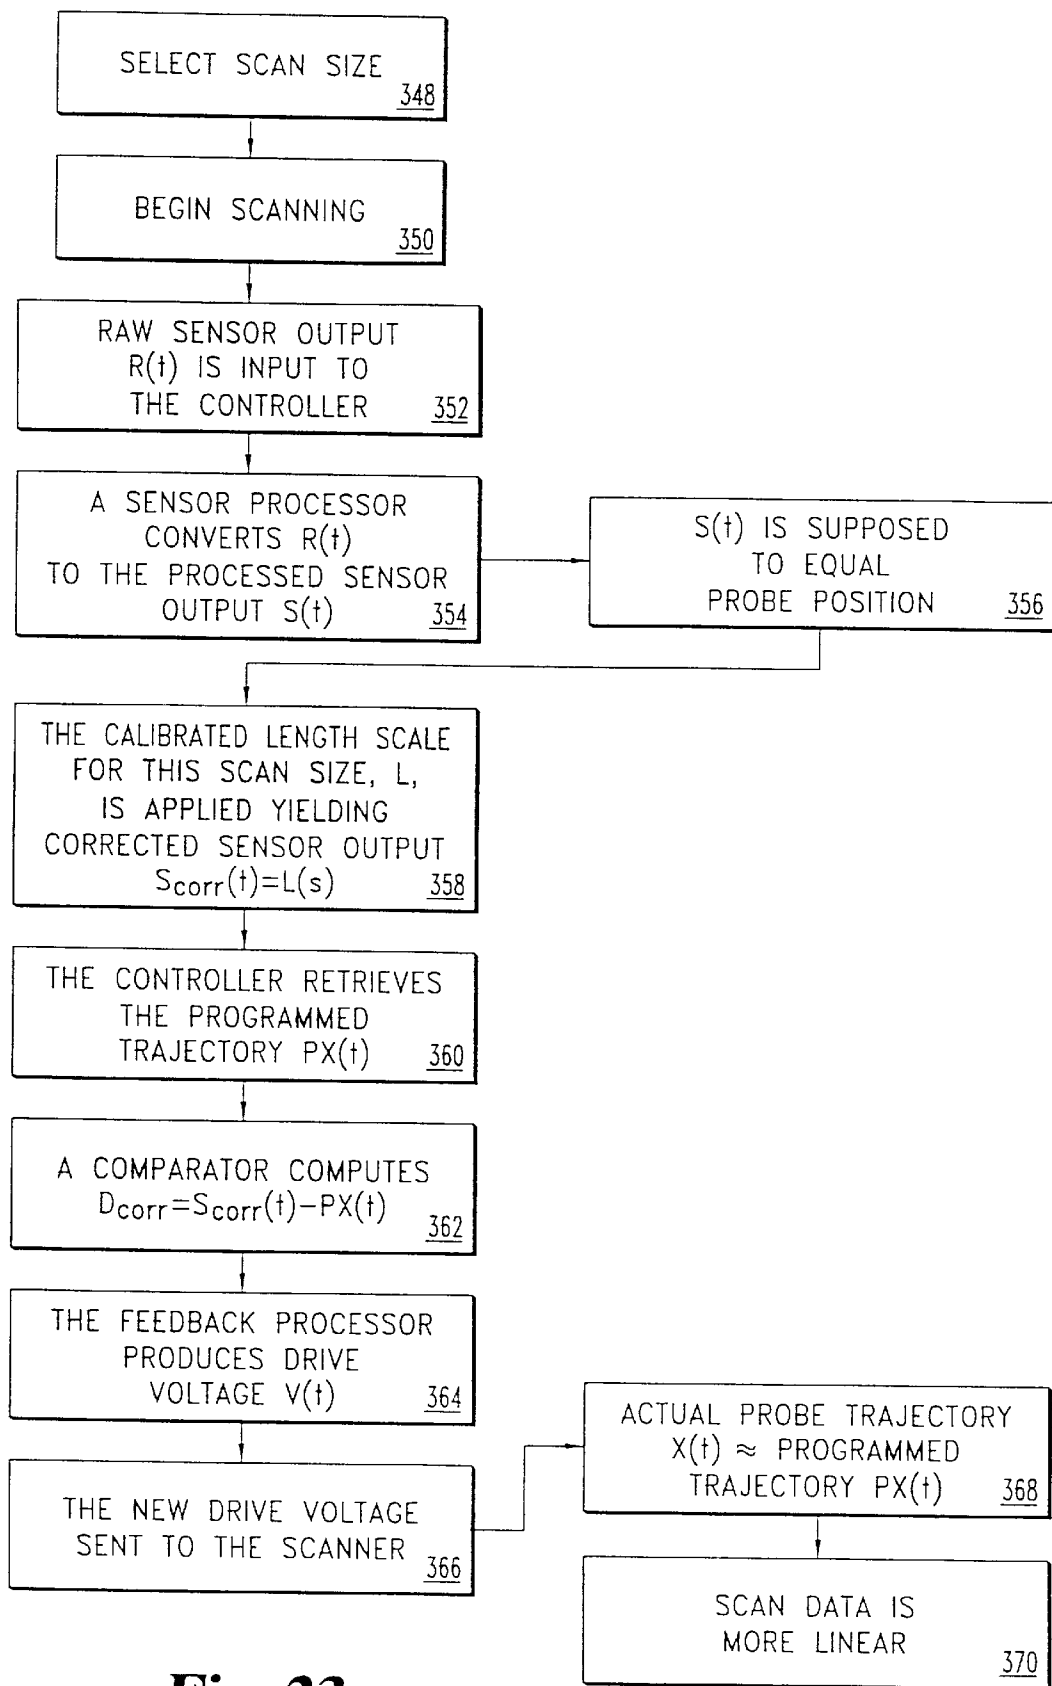 SELECT SCAN SIZE
348
BEGIN SCANNING
350
RAW SENSOR OUTPUT
R(t) IS INPUT TO
THE CONTROLLER 352
A SENSOR PROCESSOR
CONVERTS R(t)
TO THE PROCESSED SENSOR
OUTPUT S(t) 354
S(t) IS SUPPOSED
TO EQUAL
PROBE POSITION 356
THE CALIBRATED LENGTH SCALE
FOR THIS SCAN SIZE, L,
IS APPLIED YIELDING
CORRECTED SENSOR OUTPUT
Scorr(t)=L(s) 358
THE CONTROLLER RETRIEVES
THE PROGRAMMED
TRAJECTORY PX(t) 360
A COMPARATOR COMPUTES
Dcorr=Scorr(t)-PX(t)
362
THE FEEDBACK PROCESSOR
PRODUCES DRIVE
VOLTAGE V(t) 364
THE NEW DRIVE VOLTAGE
SENT TO THE SCANNER 366
ACTUAL PROBE TRAJECTORY
X(t) ≈ PROGRAMMED
TRAJECTORY PX(t) 368
SCAN DATA IS
MORE LINEAR
370